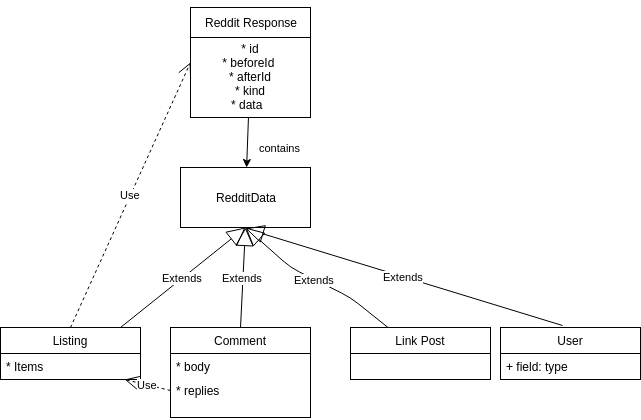 Reddit Response
* id
* beforeId
* afterId
* kind
* data
contains
Use
RedditData
Extends
Extends
Extends
Extends
Listing
* Items
Comment
* body
* replies
Use
Link Post
User
+ field: type